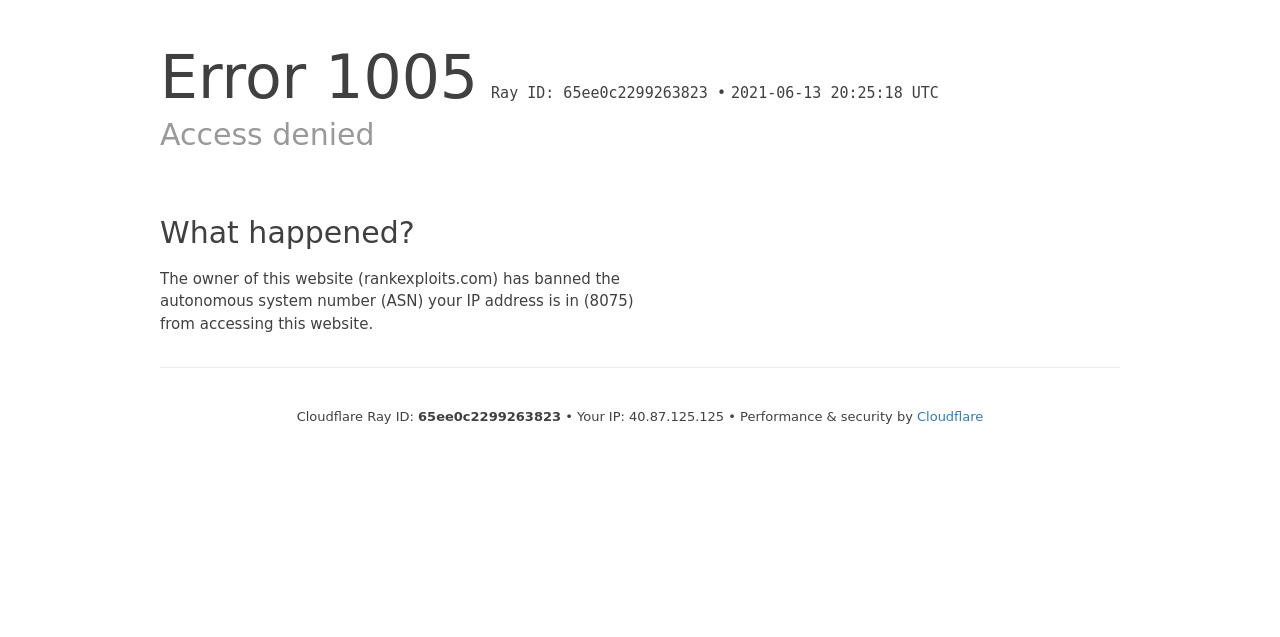 Error 1005 Ray ID: 65ee0c2299263823 • 2021-06-13 20:25:18 UTC
Access denied
What happened?
The owner of this website (rankexploits.com) has banned the
autonomous system number (ASN) your IP address is in (8075)
from accessing this website.
Cloudflare Ray ID: 65ee0c2299263823 • Your IP: 40.87.125.125 • Performance & security by Cloudflare